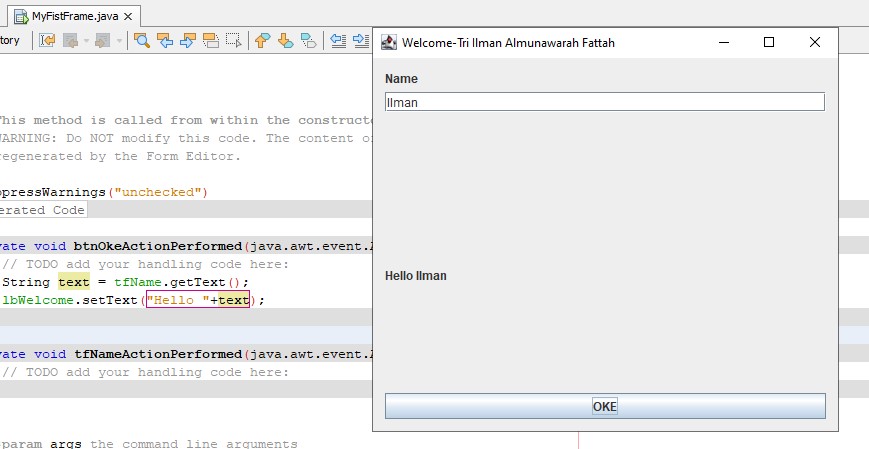 MyFistFrame.java
tory
This method is called from within the constructo
WARNING: Do NOT modify this code. The content of
regenerated by the Form Editor.
ppressWarnings("unchecked")
erated Code
vate void btnOkeActionPerformed(java.awt.event.A
// TODO add your handling code here:
String text = tfName.getText();
lbWelcome.setText("Hello "+text);
vate void tfNameActionPerformed(java.awt.event.A
// TODO add your handling code here:
param args the command line arguments
Welcome-Tri Ilman Almunawarah Fattah
Name
Ilman
Hello Ilman
OKE